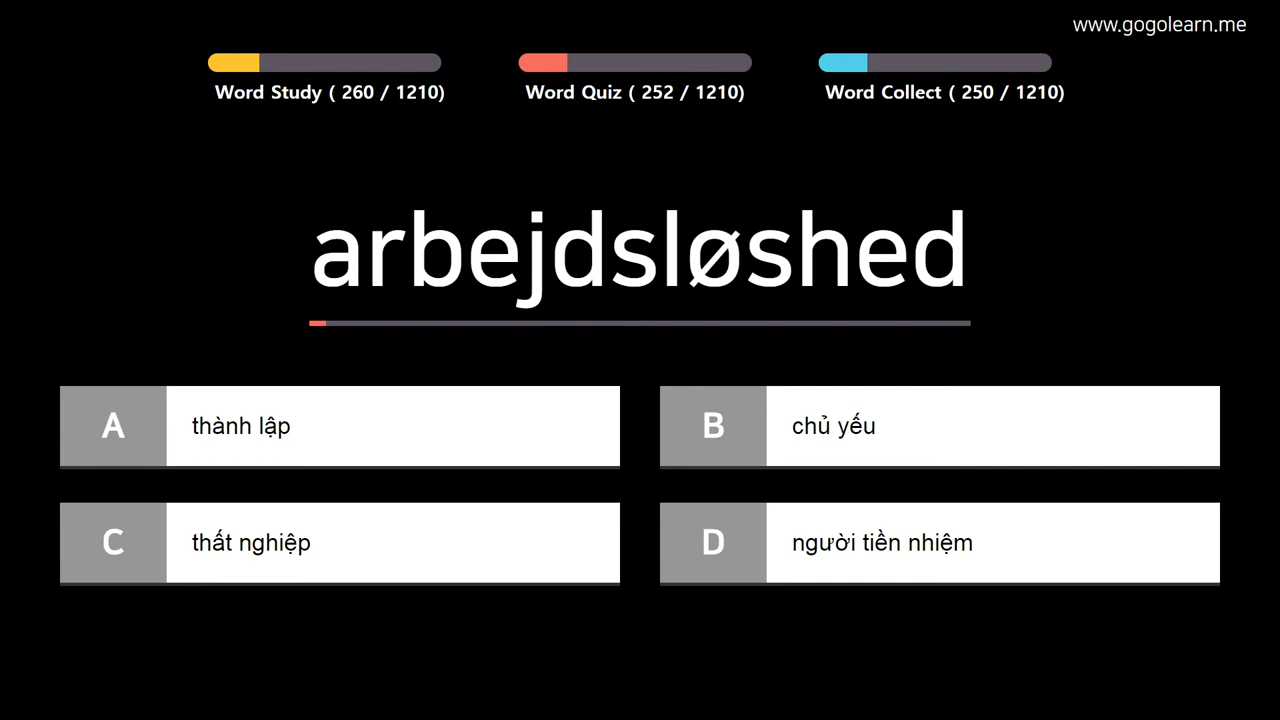 www.gogolearn.me
Word Study ( 260 / 1210)
Word Quiz ( 252 / 1210)
Word Collect ( 250 / 1210)
arbejdsløshed
A
thành lập
B
chủ yếu
C
thất nghiệp
D
người tiền nhiệm